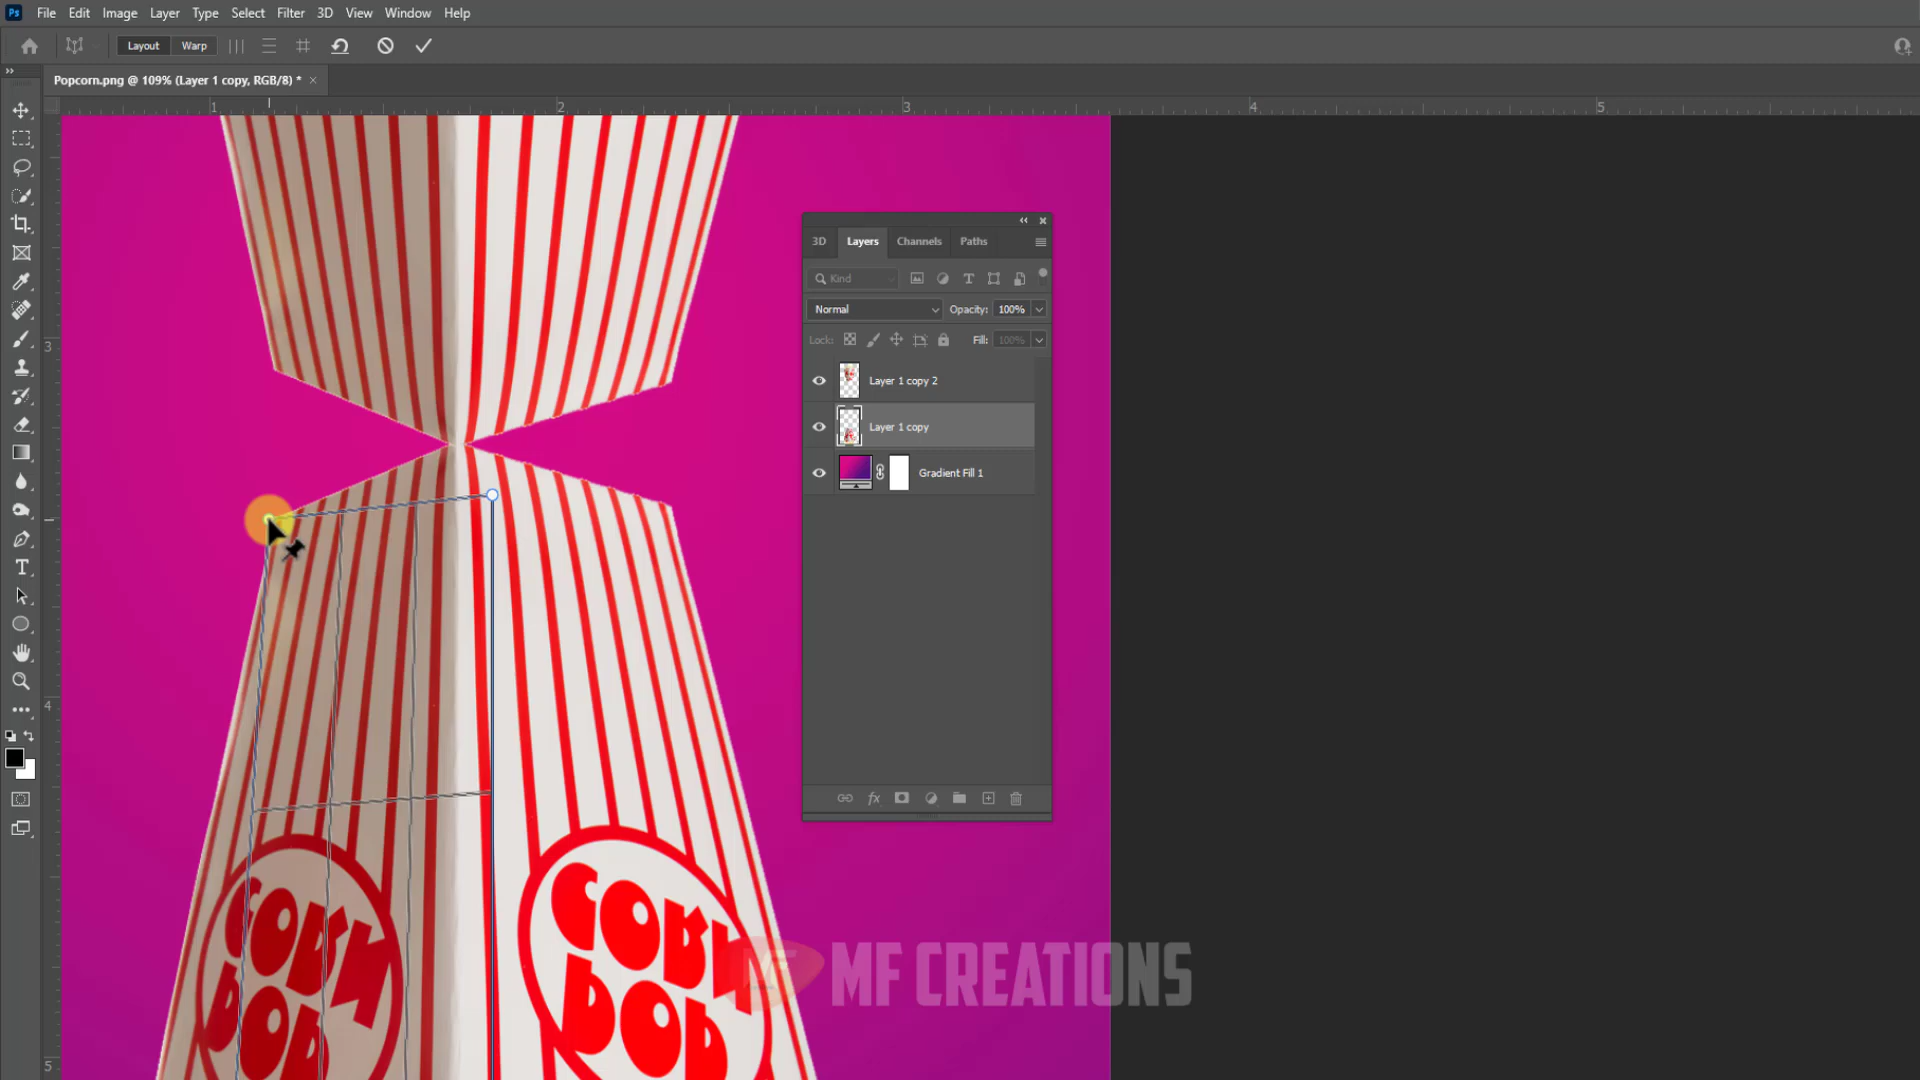 Ps File Edit Image Layer Type Select Filter 3D View Window Help
Layout Warp
Popcorn.png @ 109% (Layer 1 copy, RGB/8) * ×
1 2 3 4 5
3D Layers Channels Paths
Kind
Normal Opacity: 100%
Lock: Fill: 100%
3
Layer 1 copy 2
Layer 1 copy
Gradient Fill 1
4
MF CREATIONS
5